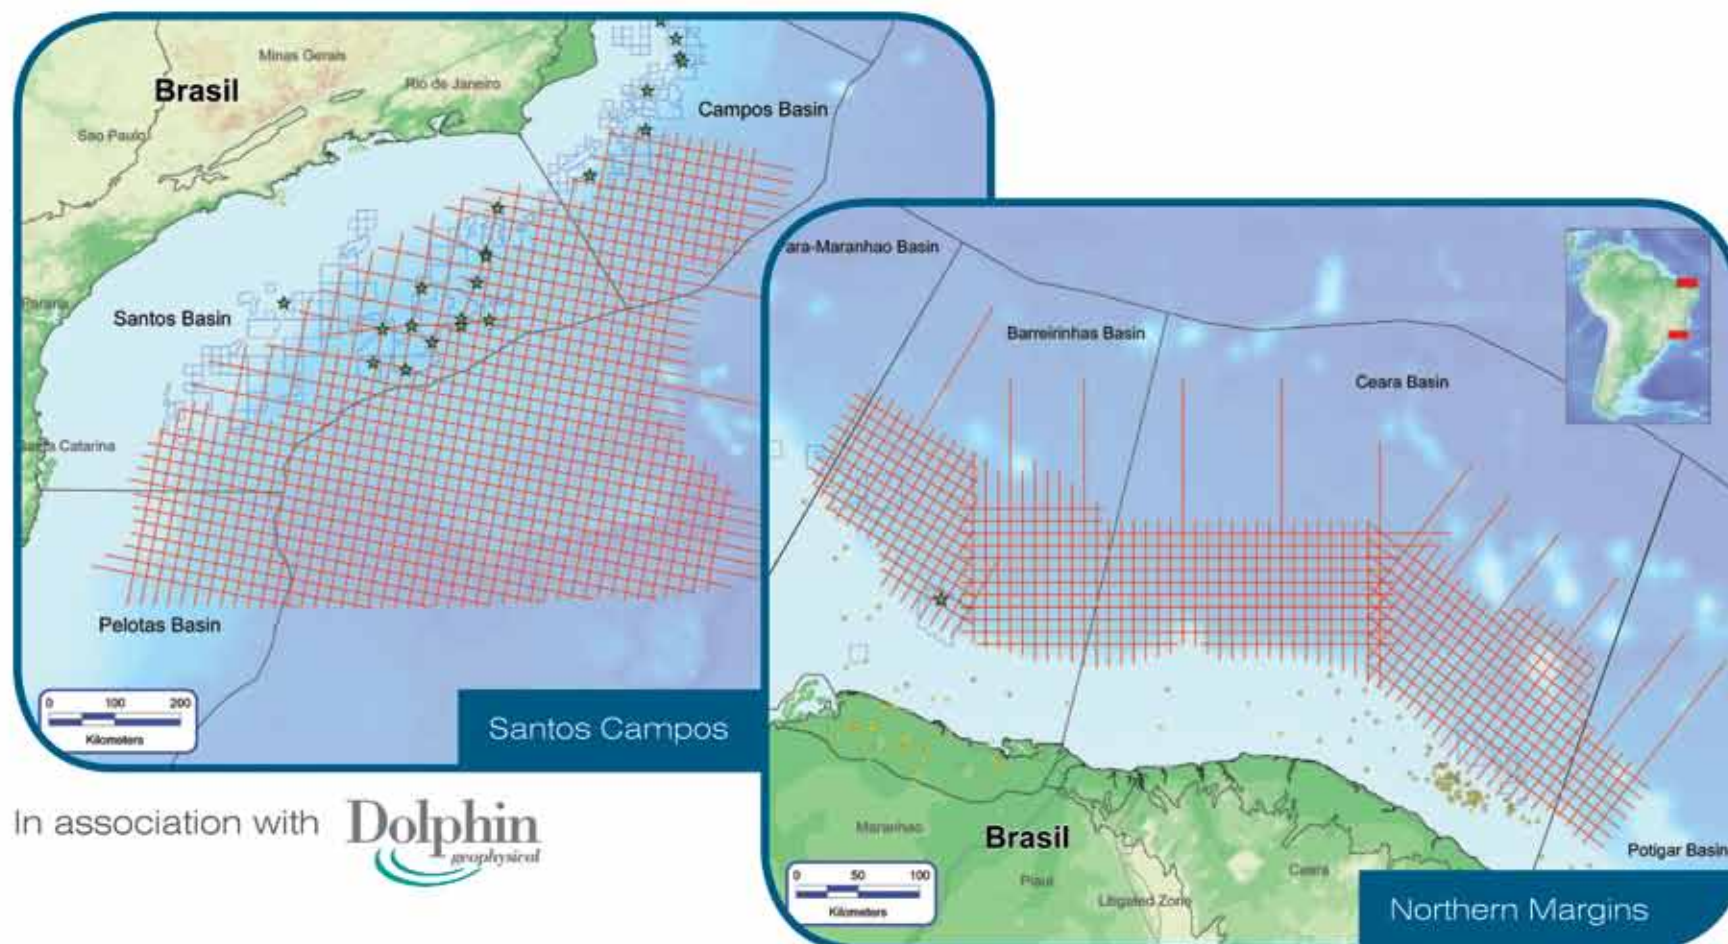 Minas Gerais
Brasil
Rio de Janeiro
Campos Basin
Sao Paulo
Parana
Santos Basin
Santa Catarina
Pelotas Basin
0 100 200
Kilometers
Santos Campos
ara-Maranhao Basin
Barreirinhas Basin
Ceara Basin
Maranhao
Brasil
Piaui
Ceara
Litigated Zone
Potigar Basin
0 50 100
Kilometers
Northern Margins
In association with Dolphin
geophysical